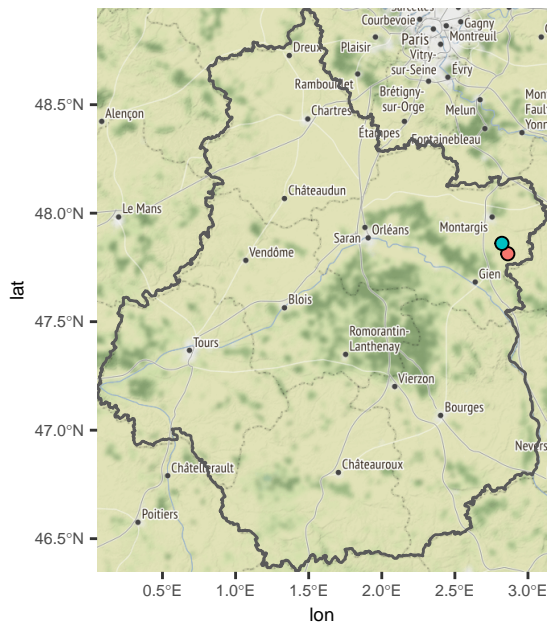 Courbevoie
Gagny
Dreux
Plaisir
Paris
Montreuil
Vitry-
sur-Seine
Évry
Rambouillet
Brétigny-
sur-Orge
48.5°N
Alençon
Chartres
Melun
Étampes
Fontainebleau
Châteaudun
48.0°N
Le Mans
Montargis
Orléans
Saran
Vendôme
Gien
lat
47.5°N
Blois
Romorantin-
Lanthenay
Tours
Vierzon
47.0°N
Bourges
Châtellerault
Châteauroux
46.5°N
Poitiers
0.5°E
1.0°E
1.5°E
2.0°E
2.5°E
3.0°E
lon